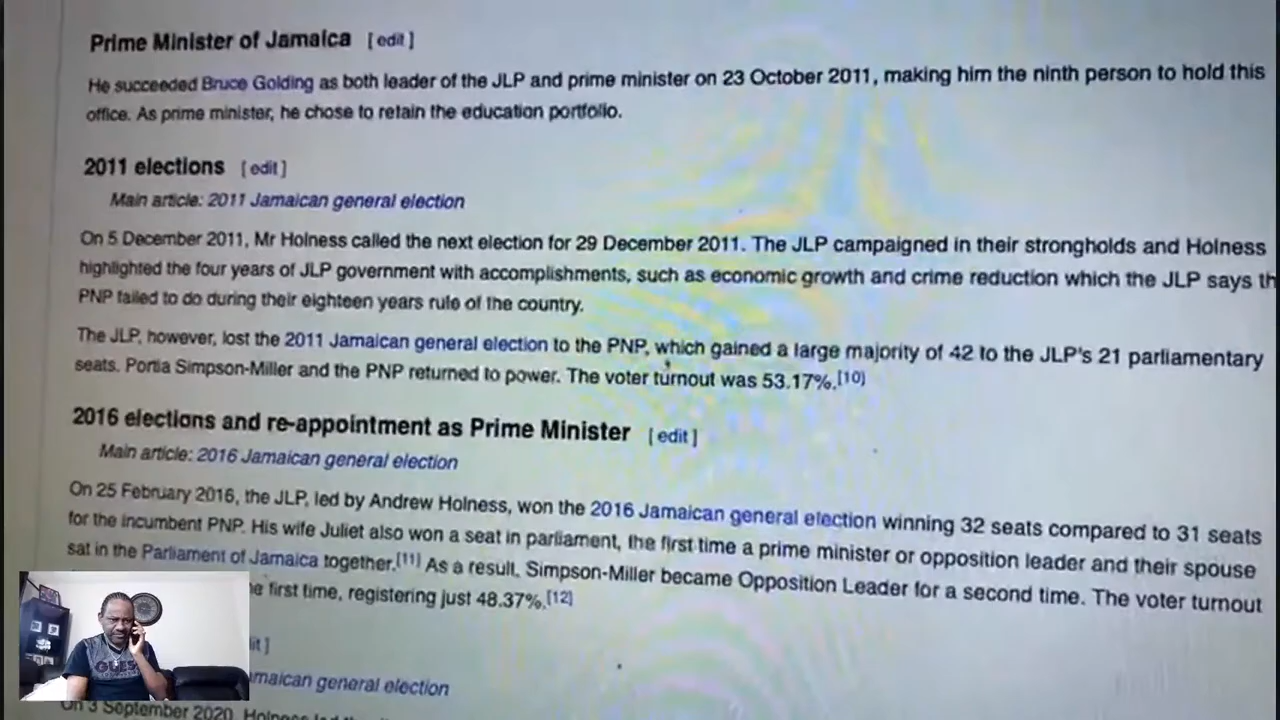 Prime Minister of Jamaica [ edit ]
He succeeded Bruce Golding as both leader of the JLP and prime minister on 23 October 2011, making him the ninth person to hold this
office. As prime minister, he chose to retain the education portfolio.
2011 elections [ edit ]
Main article: 2011 Jamaican general election
On 5 December 2011, Mr Holness called the next election for 29 December 2011. The JLP campaigned in their strongholds and Holness
highlighted the four years of JLP government with accomplishments, such as economic growth and crime reduction which the JLP says th
PNP failed to do during their eighteen years rule of the country.
The JLP, however, lost the 2011 Jamaican general election to the PNP, which gained a large majority of 42 to the JLP's 21 parliamentary
seats. Portia Simpson-Miller and the PNP returned to power. The voter turnout was 53.17%.[10]
2016 elections and re-appointment as Prime Minister [ edit ]
Main article: 2016 Jamaican general election
On 25 February 2016, the JLP, led by Andrew Holness, won the 2016 Jamaican general election winning 32 seats compared to 31 seats
for the incumbent PNP. His wife Juliet also won a seat in parliament, the first time a prime minister or opposition leader and their spouse
sat in the Parliament of Jamaica together.[11] As a result, Simpson-Miller became Opposition Leader for a second time. The voter turnout
e first time, registering just 48.37%.[12]
it ]
maican general election
On 3 September 2020, Holness led the
GUESS